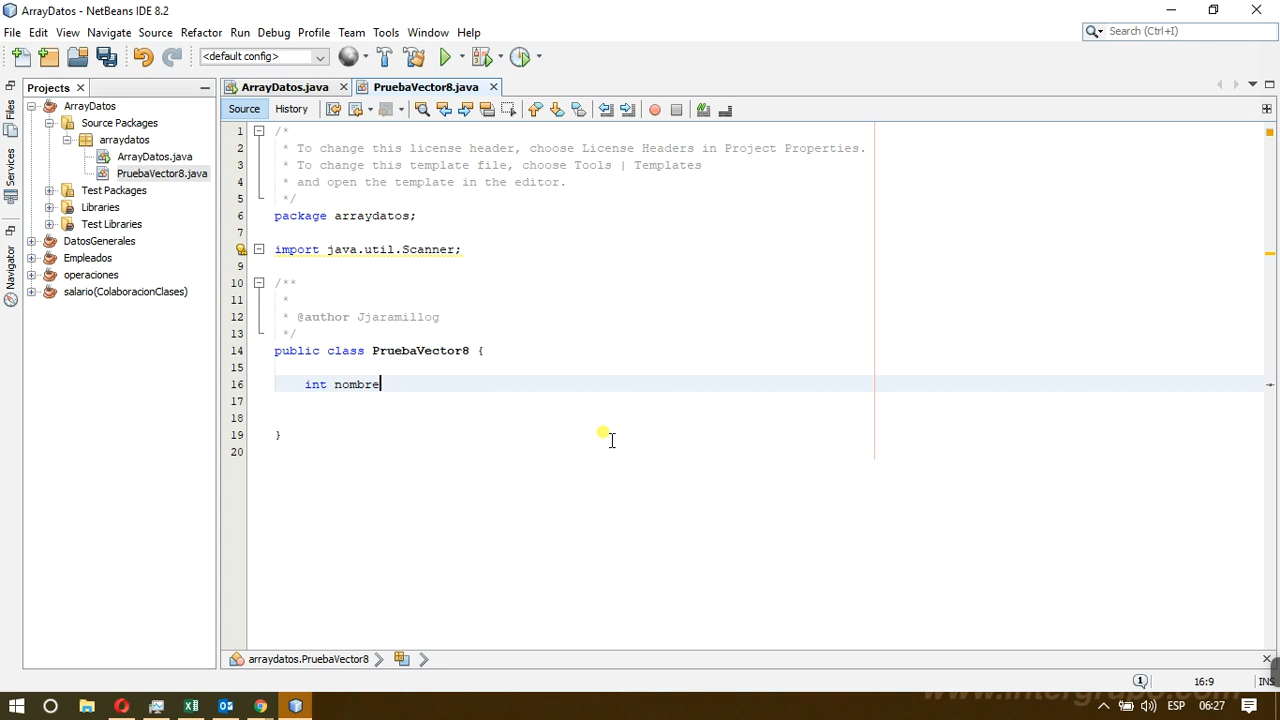 ArrayDatos - NetBeans IDE 8.2
File Edit View Navigate Source Refactor Run Debug Profile Team Tools Window Help
Search (Ctrl+I)
<default config>
Projects
ArrayDatos.java
PruebaVector8.java
Source History
Files
Services
Navigator
ArrayDatos
Source Packages
arraydatos
ArrayDatos.java
PruebaVector8.java
Test Packages
Libraries
Test Libraries
DatosGenerales
Empleados
operaciones
salario(ColaboracionClases)
1 /*
2 * To change this license header, choose License Headers in Project Properties.
3 * To change this template file, choose Tools | Templates
4 * and open the template in the editor.
5 */
6 package arraydatos;
7
8 import java.util.Scanner;
9
10 /**
11 *
12 * @author Jjaramillog
13 */
14 public class PruebaVector8 {
15
16 int nombre
17
18
19 }
20
arraydatos.PruebaVector8
16:9 INS
www.intergrupo.com
ESP 06:27